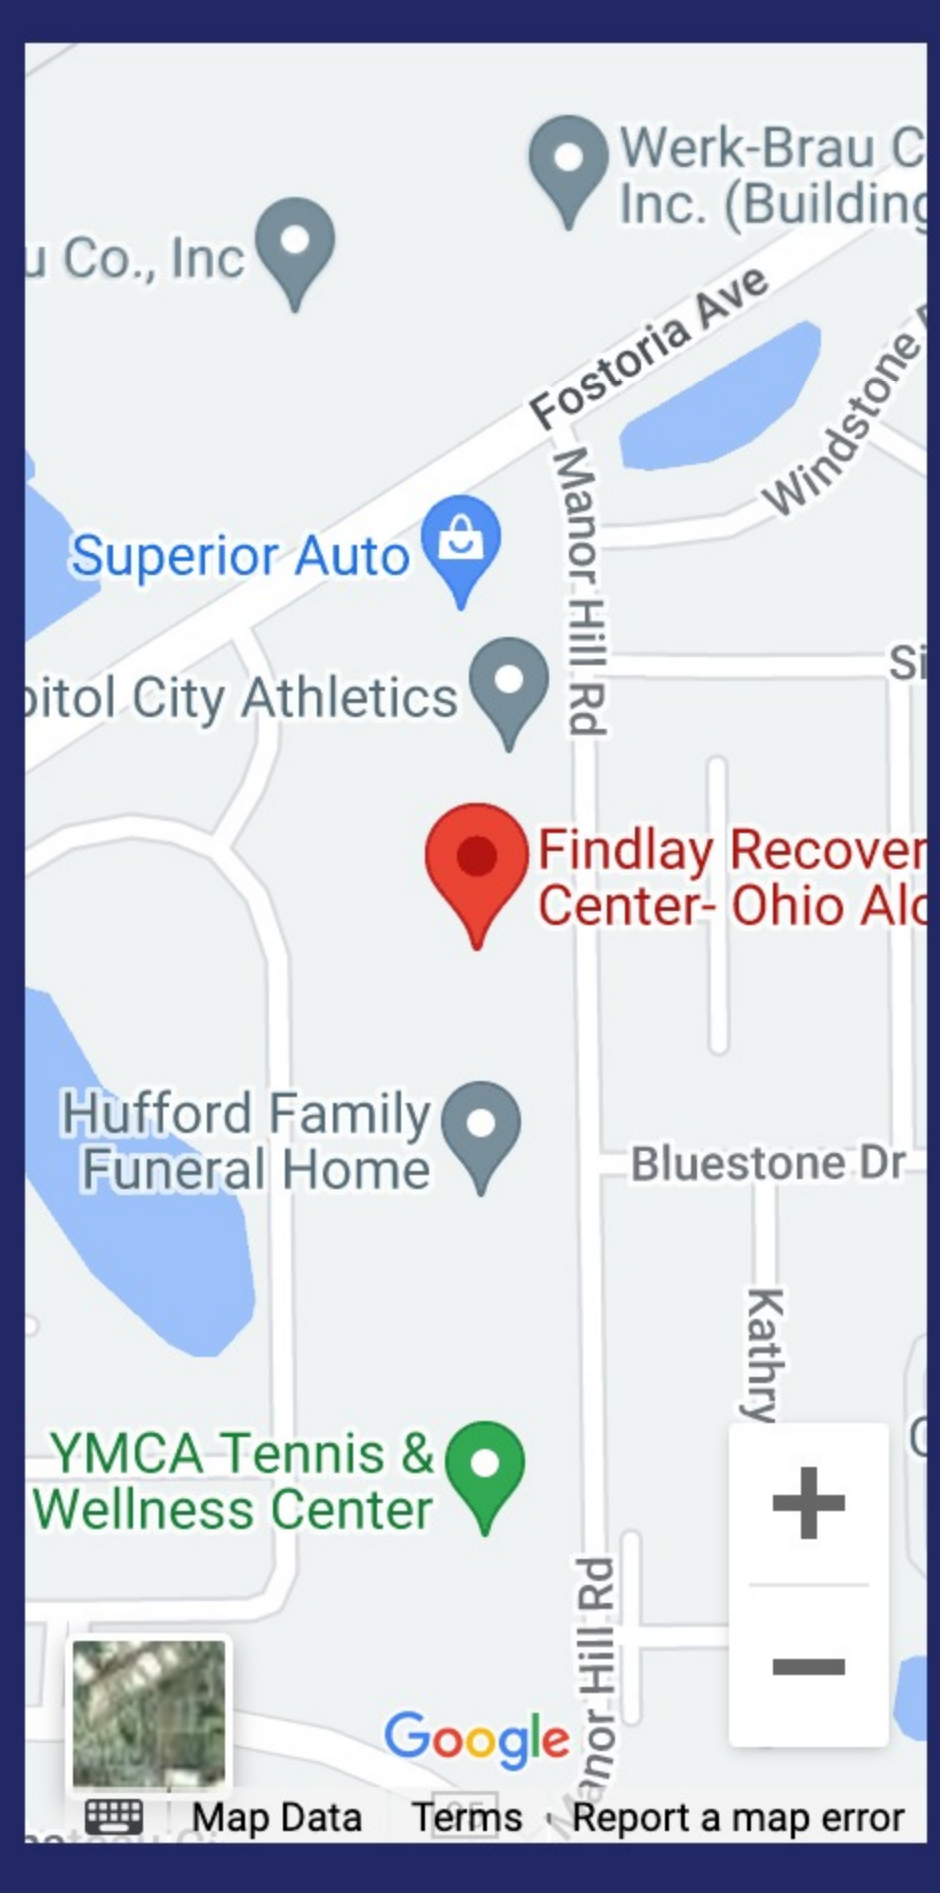 Werk-Brau C
Inc. (Building
u Co., Inc
Fostoria Ave
Windstone
Manor Hill Rd
Superior Auto
Si
pitol City Athletics
Findlay Recover
Center- Ohio Alc
Hufford Family
Funeral Home
Bluestone Dr
Kathry
C
YMCA Tennis &
Wellness Center
Manor Hill Rd
Google
Map Data
Terms
Report a map error